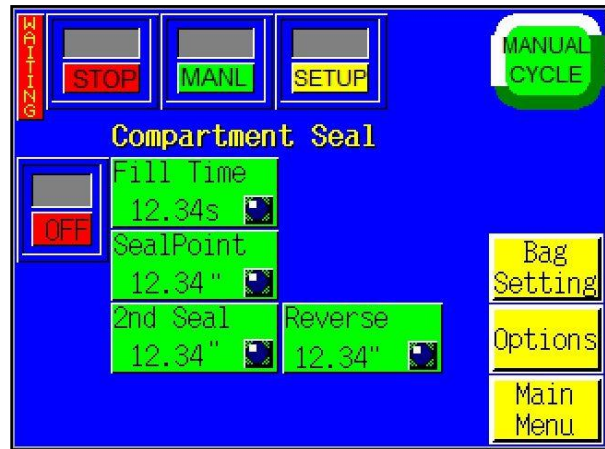 WAITING
STOP
MANL
SETUP
MANUAL
CYCLE
Compartment Seal
OFF
Fill Time
12.34s
SealPoint
12.34"
2nd Seal
12.34"
Reverse
12.34"
Bag
Setting
Options
Main
Menu